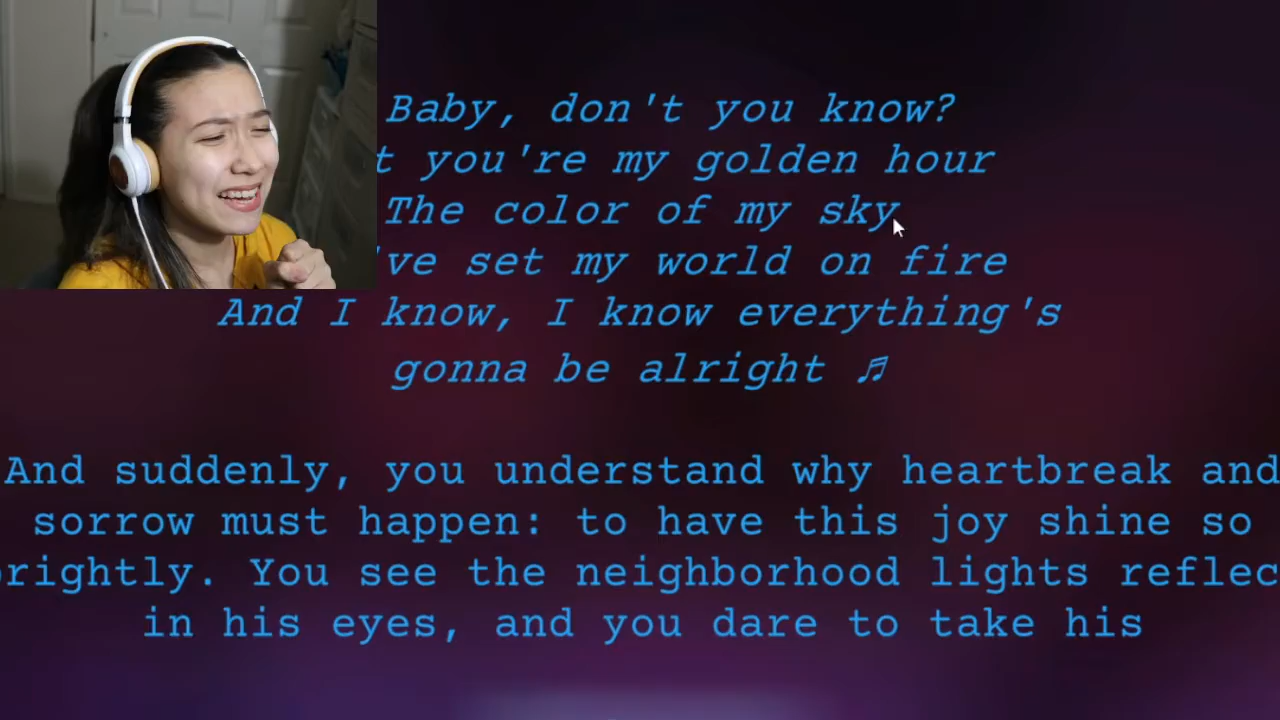 Baby, don't you know?
you're my golden hour
The color of my sky
've set my world on fire
And I know, I know everything's
gonna be alright ♬
And suddenly, you understand why heartbreak and
sorrow must happen: to have this joy shine so
rightly. You see the neighborhood lights reflec
in his eyes, and you dare to take his